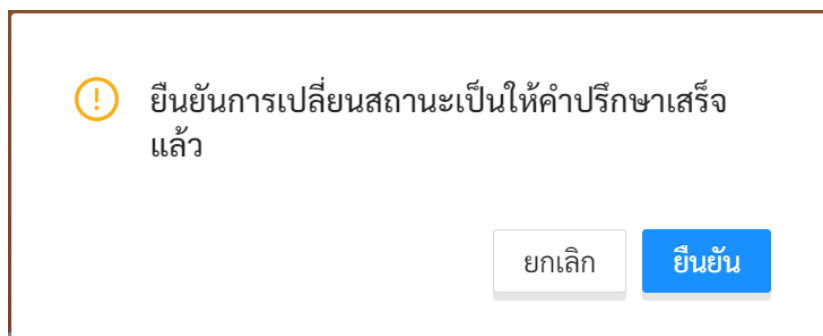 ยืนยันการเปลี่ยนสถานะเป็นให้คำปรึกษาเสร็จ
แล้ว
ยกเลิก ยืนยัน